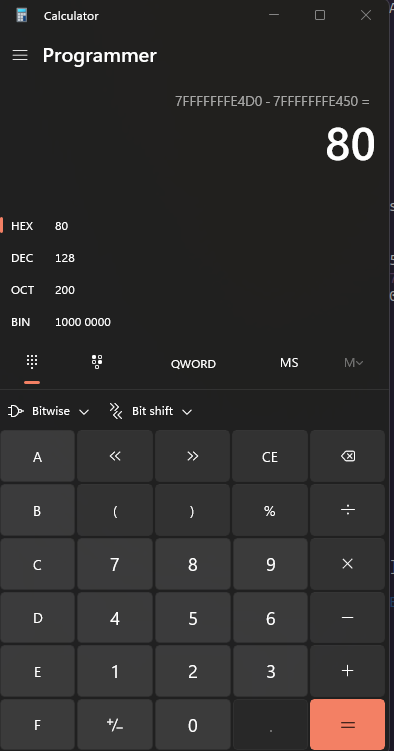 Calculator
Programmer
7FFFFFFFE4D0 - 7FFFFFFFE450 =
80
HEX 80
DEC 128
OCT 200
BIN 1000 0000
QWORD MS M
Bitwise Bit shift
A << >> CE
B ( ) % ÷
C 7 8 9 ×
D 4 5 6 −
E 1 2 3 +
F +/− 0 . =